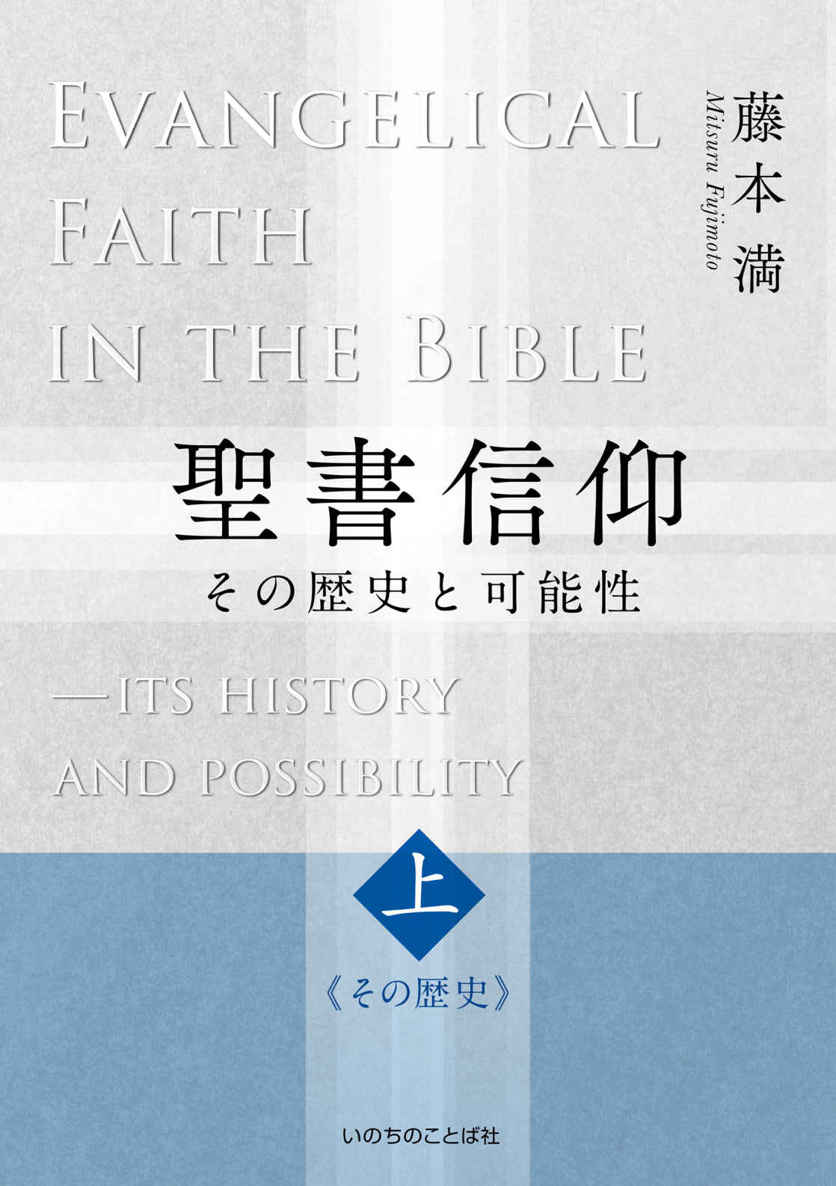 EVANGELICAL
FAITH
IN THE BIBLE
藤本 満
Mitsuru Fujimoto
聖書信仰
その歴史と可能性
—ITS HISTORY
AND POSSIBILITY
上
《その歴史》
いのちのことば社